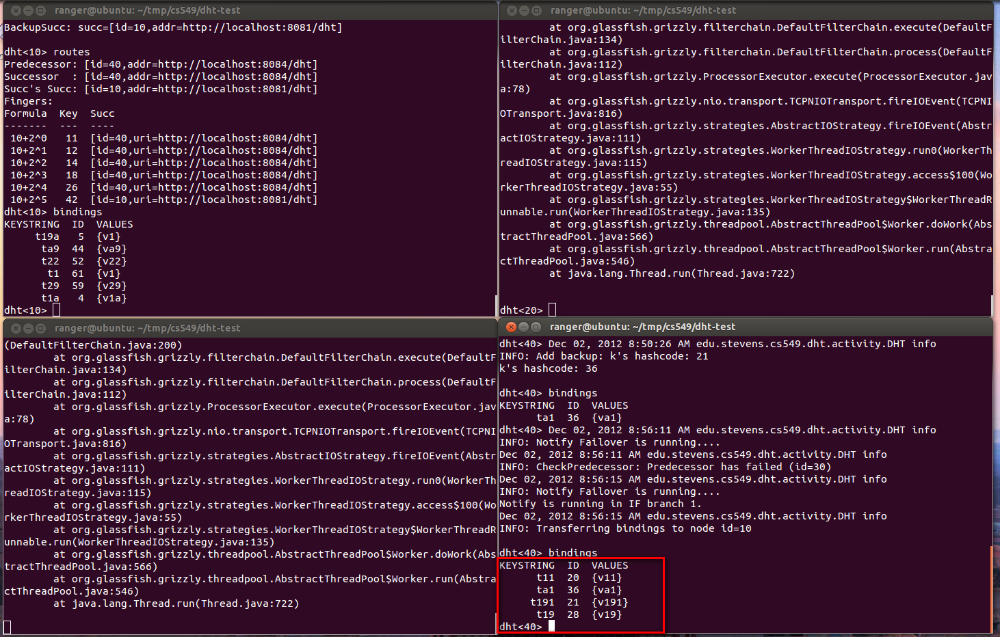 ranger@ubuntu: ~/tmp/cs549/dht-test
BackupSucc: succ=[id=10,addr=http://localhost:8081/dht]
dht<10> routes
Predecessor: [id=40,addr=http://localhost:8084/dht]
Successor  : [id=40,addr=http://localhost:8084/dht]
Succ's Succ: [id=10,addr=http://localhost:8081/dht]
Fingers:
Formula  Key  Succ
-------  ---  ----
 10+2^0   11  [id=40,uri=http://localhost:8084/dht]
 10+2^1   12  [id=40,uri=http://localhost:8084/dht]
 10+2^2   14  [id=40,uri=http://localhost:8084/dht]
 10+2^3   18  [id=40,uri=http://localhost:8084/dht]
 10+2^4   26  [id=40,uri=http://localhost:8084/dht]
 10+2^5   42  [id=10,uri=http://localhost:8081/dht]
dht<10> bindings
KEYSTRING  ID  VALUES
     t19a   5  {v1}
      ta9  44  {va9}
      t22  52  {v22}
       t1  61  {v1}
      t29  59  {v29}
      t1a   4  {v1a}
dht<10>
ranger@ubuntu: ~/tmp/cs549/dht-test
        at org.glassfish.grizzly.filterchain.DefaultFilterChain.execute(DefaultF
ilterChain.java:134)
        at org.glassfish.grizzly.filterchain.DefaultFilterChain.process(DefaultF
ilterChain.java:112)
        at org.glassfish.grizzly.ProcessorExecutor.execute(ProcessorExecutor.jav
a:78)
        at org.glassfish.grizzly.nio.transport.TCPNIOTransport.fireIOEvent(TCPNI
OTransport.java:816)
        at org.glassfish.grizzly.strategies.AbstractIOStrategy.fireIOEvent(Abstr
actIOStrategy.java:111)
        at org.glassfish.grizzly.strategies.WorkerThreadIOStrategy.run0(WorkerTh
readIOStrategy.java:115)
        at org.glassfish.grizzly.strategies.WorkerThreadIOStrategy.access$100(Wo
rkerThreadIOStrategy.java:55)
        at org.glassfish.grizzly.strategies.WorkerThreadIOStrategy$WorkerThreadR
unnable.run(WorkerThreadIOStrategy.java:135)
        at org.glassfish.grizzly.threadpool.AbstractThreadPool$Worker.doWork(Abs
tractThreadPool.java:566)
        at org.glassfish.grizzly.threadpool.AbstractThreadPool$Worker.run(Abstra
ctThreadPool.java:546)
        at java.lang.Thread.run(Thread.java:722)
dht<20>
ranger@ubuntu: ~/tmp/cs549/dht-test
(DefaultFilterChain.java:200)
        at org.glassfish.grizzly.filterchain.DefaultFilterChain.execute(DefaultF
ilterChain.java:134)
        at org.glassfish.grizzly.filterchain.DefaultFilterChain.process(DefaultF
ilterChain.java:112)
        at org.glassfish.grizzly.ProcessorExecutor.execute(ProcessorExecutor.jav
a:78)
        at org.glassfish.grizzly.nio.transport.TCPNIOTransport.fireIOEvent(TCPNI
OTransport.java:816)
        at org.glassfish.grizzly.strategies.AbstractIOStrategy.fireIOEvent(Abstr
actIOStrategy.java:111)
        at org.glassfish.grizzly.strategies.WorkerThreadIOStrategy.run0(WorkerTh
readIOStrategy.java:115)
        at org.glassfish.grizzly.strategies.WorkerThreadIOStrategy.access$100(Wo
rkerThreadIOStrategy.java:55)
        at org.glassfish.grizzly.strategies.WorkerThreadIOStrategy$WorkerThreadR
unnable.run(WorkerThreadIOStrategy.java:135)
        at org.glassfish.grizzly.threadpool.AbstractThreadPool$Worker.doWork(Abs
tractThreadPool.java:566)
        at org.glassfish.grizzly.threadpool.AbstractThreadPool$Worker.run(Abstra
ctThreadPool.java:546)
        at java.lang.Thread.run(Thread.java:722)
ranger@ubuntu: ~/tmp/cs549/dht-test
dht<40> Dec 02, 2012 8:50:26 AM edu.stevens.cs549.dht.activity.DHT info
INFO: Add backup: k's hashcode: 21
k's hashcode: 36
dht<40> bindings
KEYSTRING  ID  VALUES
      ta1  36  {va1}
dht<40> Dec 02, 2012 8:56:11 AM edu.stevens.cs549.dht.activity.DHT info
INFO: Notify Failover is running....
Dec 02, 2012 8:56:11 AM edu.stevens.cs549.dht.activity.DHT info
INFO: CheckPredecessor: Predecessor has failed (id=30)
Dec 02, 2012 8:56:15 AM edu.stevens.cs549.dht.activity.DHT info
INFO: Notify Failover is running....
Notify is running in IF branch 1.
Dec 02, 2012 8:56:15 AM edu.stevens.cs549.dht.activity.DHT info
INFO: Transferring bindings to node id=10
dht<40> bindings
KEYSTRING  ID  VALUES
      t11  20  {v11}
      ta1  36  {va1}
     t191  21  {v191}
      t19  28  {v19}
dht<40>